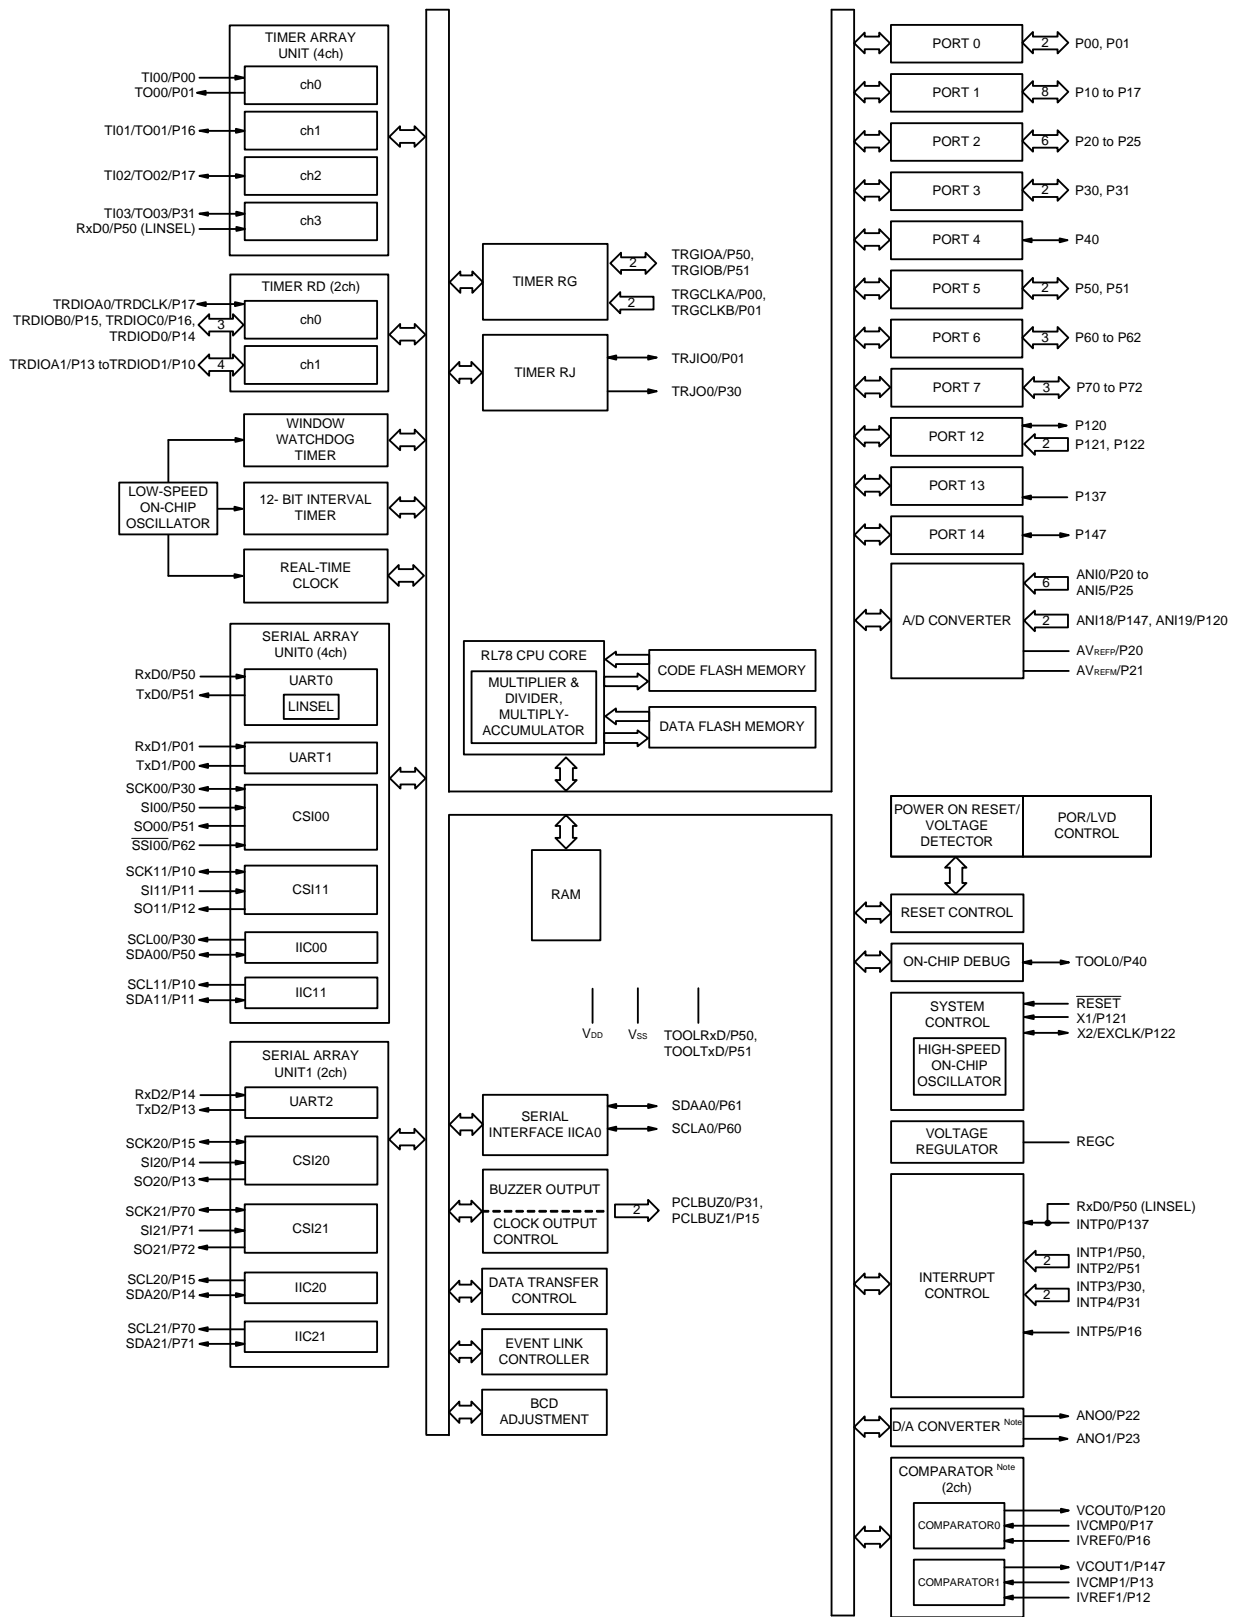 TIMER ARRAY
UNIT (4ch)
TI00/P00
TO00/P01
ch0
TI01/TO01/P16
ch1
TI02/TO02/P17
ch2
TI03/TO03/P31
RxD0/P50 (LINSEL)
ch3
TIMER RD (2ch)
TRDIOA0/TRDCLK/P17
TRDIOB0/P15, TRDIOC0/P16,
TRDIOD0/P14
3
ch0
TRDIOA1/P13 toTRDIOD1/P10
4
ch1
WINDOW
WATCHDOG
TIMER
LOW-SPEED
ON-CHIP
OSCILLATOR
12- BIT INTERVAL
TIMER
REAL-TIME
CLOCK
SERIAL ARRAY
UNIT0 (4ch)
RxD0/P50
TxD0/P51
UART0
LINSEL
RxD1/P01
TxD1/P00
UART1
SCK00/P30
SI00/P50
SO00/P51
SSI00/P62
CSI00
SCK11/P10
SI11/P11
SO11/P12
CSI11
SCL00/P30
SDA00/P50
IIC00
SCL11/P10
SDA11/P11
IIC11
SERIAL ARRAY
UNIT1 (2ch)
RxD2/P14
TxD2/P13
UART2
SCK20/P15
SI20/P14
SO20/P13
CSI20
SCK21/P70
SI21/P71
SO21/P72
CSI21
SCL20/P15
SDA20/P14
IIC20
SCL21/P70
SDA21/P71
IIC21
TIMER RG
2
TRGIOA/P50,
TRGIOB/P51
2
TRGCLKA/P00,
TRGCLKB/P01
TIMER RJ
TRJIO0/P01
TRJO0/P30
RL78 CPU CORE
MULTIPLIER &
DIVIDER,
MULTIPLY-
ACCUMULATOR
CODE FLASH MEMORY
DATA FLASH MEMORY
RAM
VDD
VSS
TOOLRxD/P50,
TOOLTxD/P51
SERIAL
INTERFACE IICA0
SDAA0/P61
SCLA0/P60
BUZZER OUTPUT
CLOCK OUTPUT
CONTROL
2
PCLBUZ0/P31,
PCLBUZ1/P15
DATA TRANSFER
CONTROL
EVENT LINK
CONTROLLER
BCD
ADJUSTMENT
PORT 0
2
P00, P01
PORT 1
8
P10 to P17
PORT 2
6
P20 to P25
PORT 3
2
P30, P31
PORT 4
P40
PORT 5
2
P50, P51
PORT 6
3
P60 to P62
PORT 7
3
P70 to P72
PORT 12
P120
2
P121, P122
PORT 13
P137
PORT 14
P147
A/D CONVERTER
6
ANI0/P20 to
ANI5/P25
2
ANI18/P147, ANI19/P120
AVREFP/P20
AVREFM/P21
POWER ON RESET/
VOLTAGE
DETECTOR
POR/LVD
CONTROL
RESET CONTROL
ON-CHIP DEBUG
TOOL0/P40
SYSTEM
CONTROL
HIGH-SPEED
ON-CHIP
OSCILLATOR
RESET
X1/P121
X2/EXCLK/P122
VOLTAGE
REGULATOR
REGC
INTERRUPT
CONTROL
RxD0/P50 (LINSEL)
INTP0/P137
2
INTP1/P50,
INTP2/P51
2
INTP3/P30,
INTP4/P31
INTP5/P16
D/A CONVERTER Note
ANO0/P22
ANO1/P23
COMPARATOR Note
(2ch)
COMPARATOR0
VCOUT0/P120
IVCMP0/P17
IVREF0/P16
COMPARATOR1
VCOUT1/P147
IVCMP1/P13
IVREF1/P12